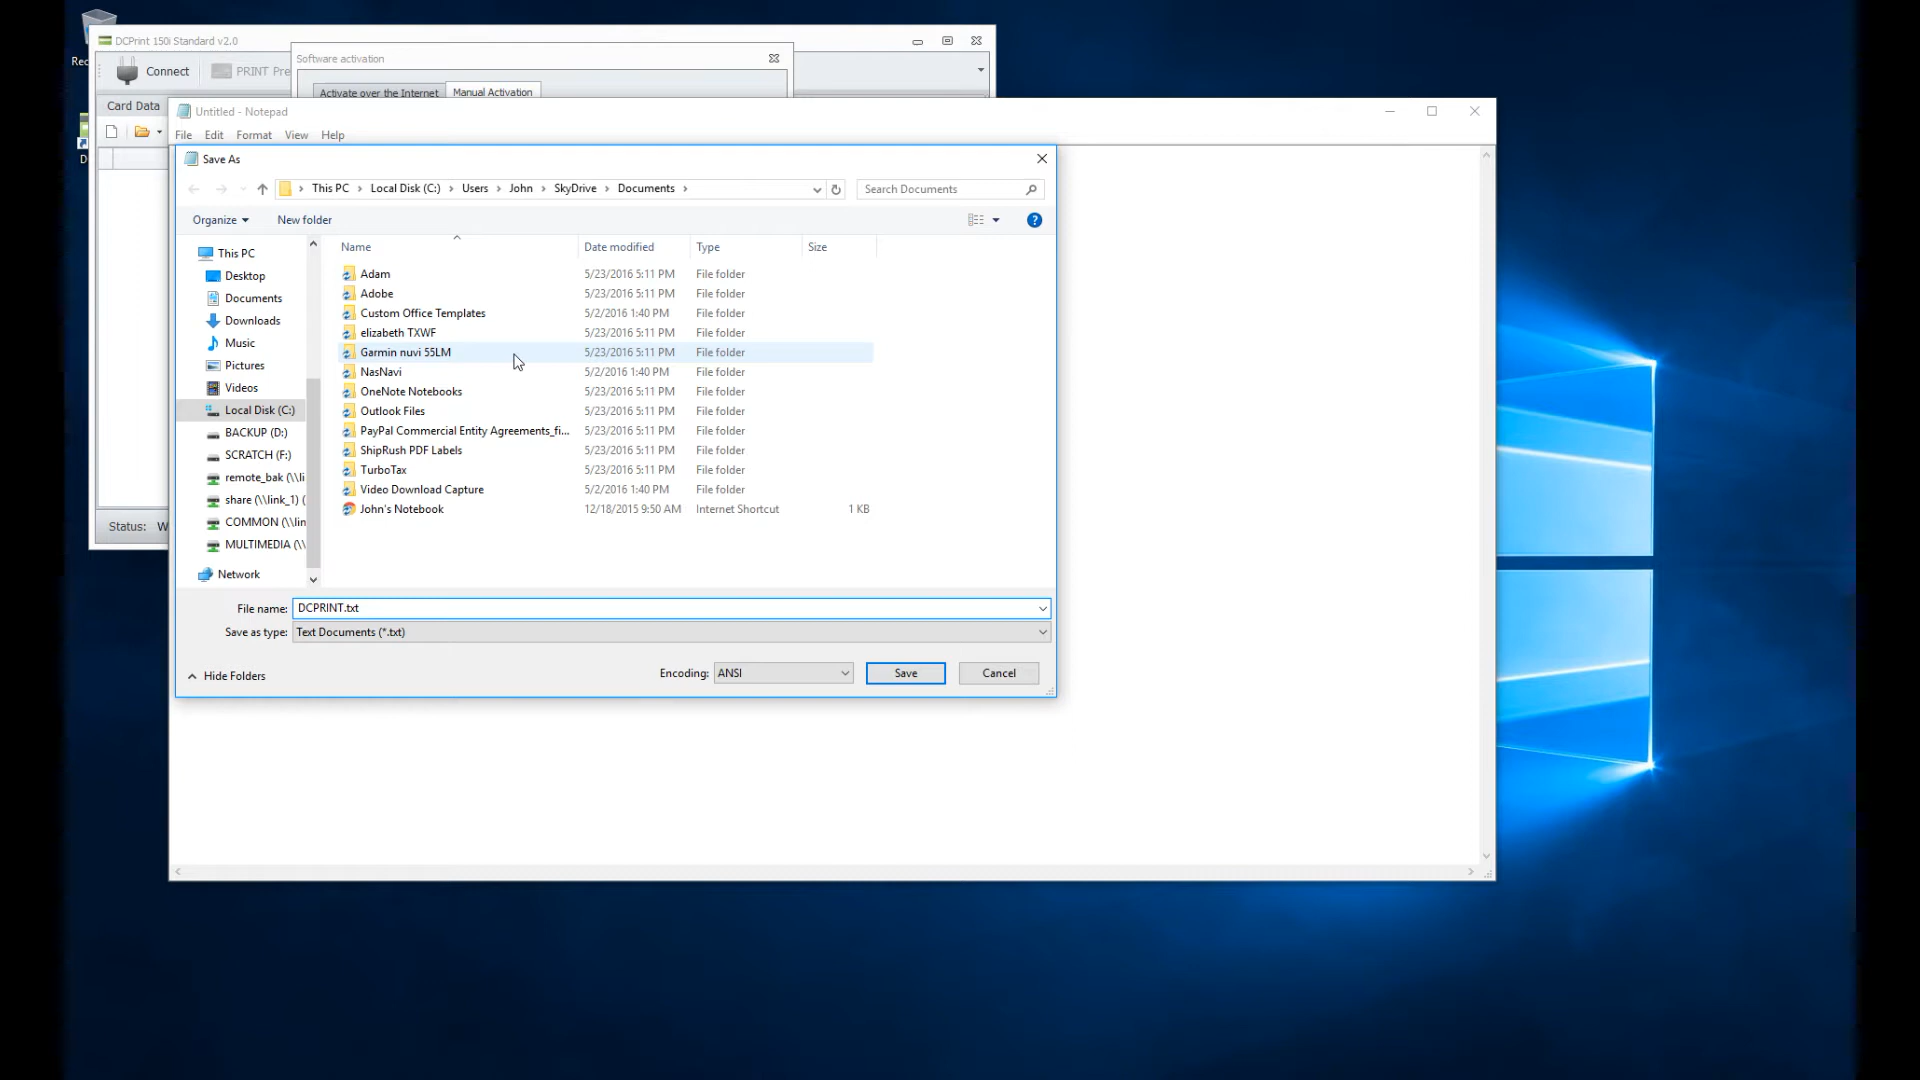 Rec
DCPrint 150i Standard v2.0
Software activation
Connect
PRINT Pre
Activate over the Internet
Manual Activation
Card Data
Untitled - Notepad
File Edit Format View Help
D
Save As
This PC > Local Disk (C:) > Users > John > SkyDrive > Documents >
Search Documents
Organize
New folder
Name Date modified Type Size
This PC
Desktop
Documents
Downloads
Music
Pictures
Videos
Local Disk (C:)
BACKUP (D:)
SCRATCH (F:)
remote_bak (\\li
share (\\link_1) (
COMMON (\\lin
MULTIMEDIA (\\
Network
Adam 5/23/2016 5:11 PM File folder
Adobe 5/23/2016 5:11 PM File folder
Custom Office Templates 5/2/2016 1:40 PM File folder
elizabeth TXWF 5/23/2016 5:11 PM File folder
Garmin nuvi 55LM 5/23/2016 5:11 PM File folder
NasNavi 5/2/2016 1:40 PM File folder
OneNote Notebooks 5/23/2016 5:11 PM File folder
Outlook Files 5/23/2016 5:11 PM File folder
PayPal Commercial Entity Agreements_fi... 5/23/2016 5:11 PM File folder
ShipRush PDF Labels 5/23/2016 5:11 PM File folder
TurboTax 5/23/2016 5:11 PM File folder
Video Download Capture 5/2/2016 1:40 PM File folder
John's Notebook 12/18/2015 9:50 AM Internet Shortcut 1 KB
Status: W
File name: DCPRINT.txt
Save as type: Text Documents (*.txt)
Hide Folders
Encoding: ANSI
Save
Cancel